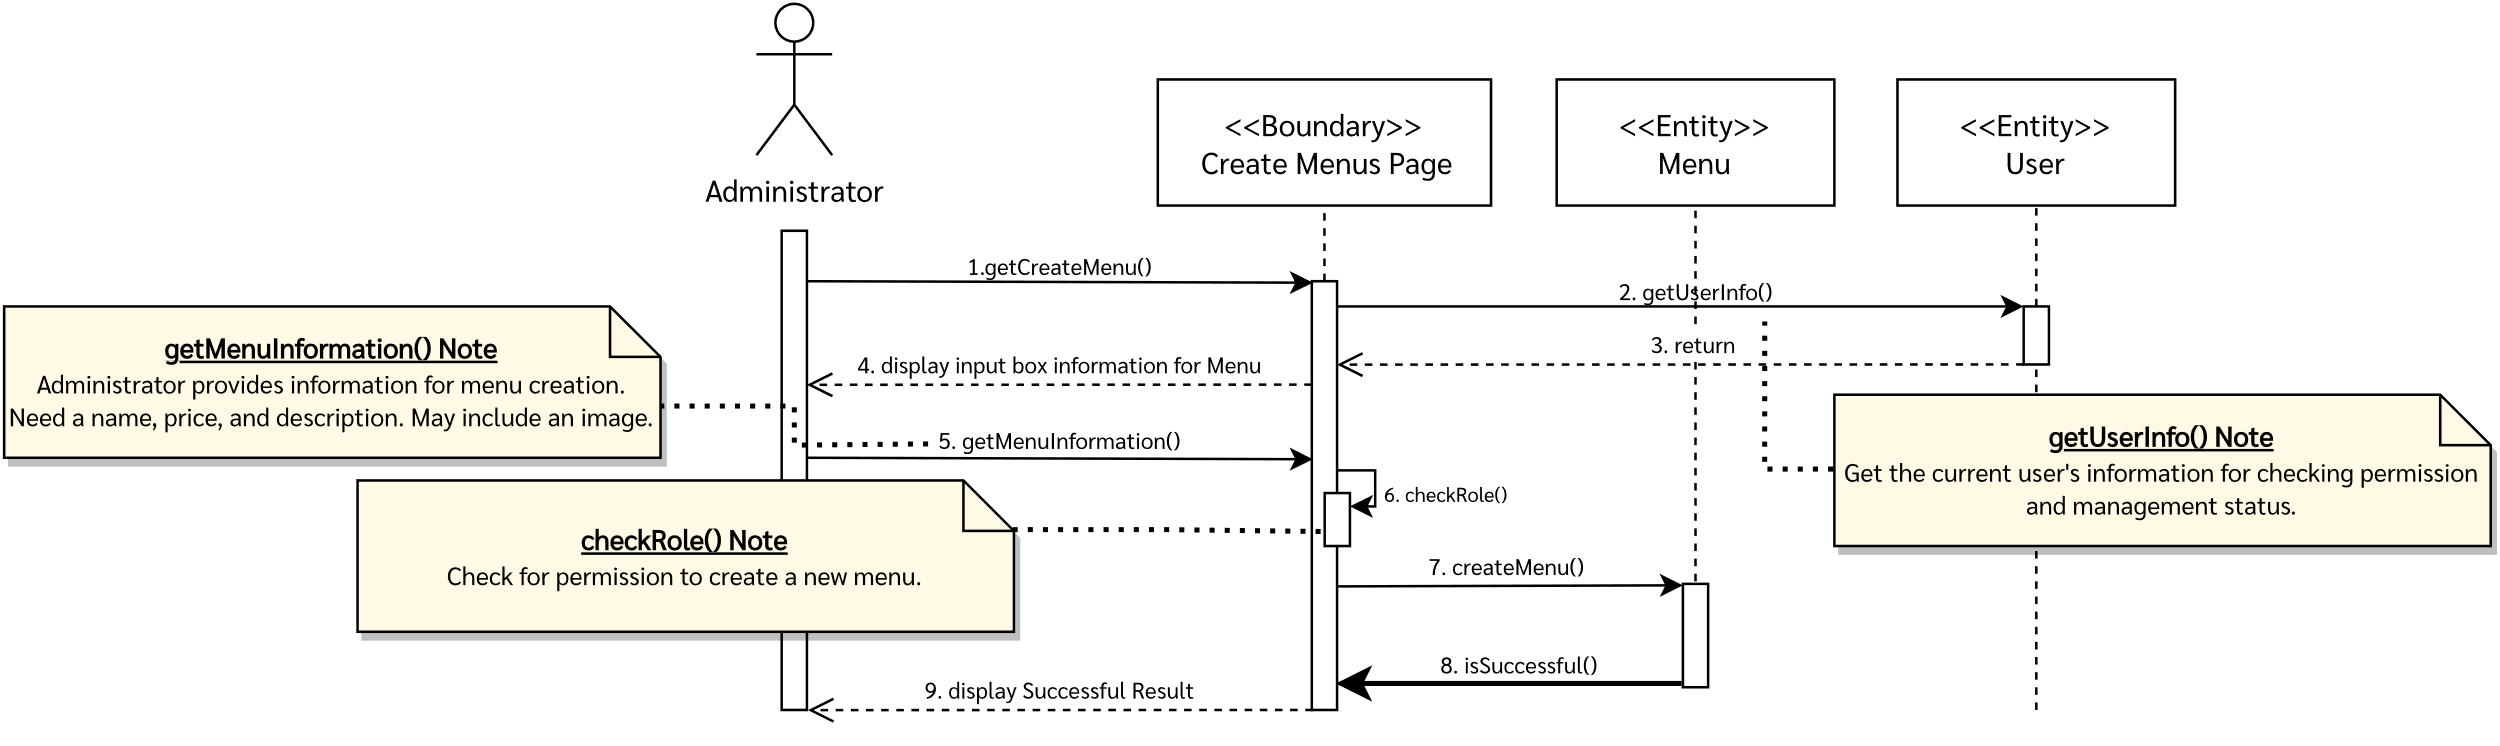 Administrator
<<Boundary>>
Create Menus Page
<<Entity>>
Menu
<<Entity>>
User
1.getCreateMenu()
2. getUserInfo()
3. return
getMenuInformation() Note
Administrator provides information for menu creation.
Need a name, price, and description. May include an image.
4. display input box information for Menu
5. getMenuInformation()
getUserInfo() Note
Get the current user's information for checking permission
and management status.
6. checkRole()
checkRole() Note
Check for permission to create a new menu.
7. createMenu()
8. isSuccessful()
9. display Successful Result